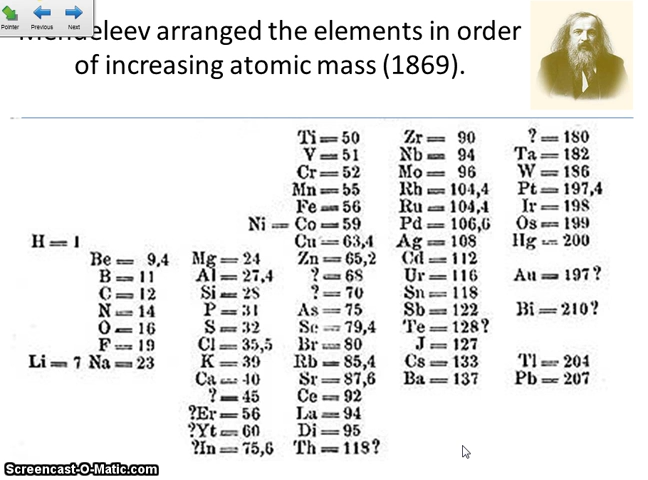 Pointer Previous Next
Mendeleev arranged the elements in order
of increasing atomic mass (1869).
Ti = 50 Zr = 90 ? = 180
V = 51 Nb = 94 Ta = 182
Cr = 52 Mo = 96 W = 186
Mn = 55 Rh = 104,4 Pt = 197,4
Fe = 56 Ru = 104,4 Ir = 198
Ni = Co = 59 Pd = 106,6 Os = 199
H = 1 Cu = 63,4 Ag = 108 Hg = 200
Be = 9,4 Mg = 24 Zn = 65,2 Cd = 112
B = 11 Al = 27,4 ? = 68 Ur = 116 Au = 197?
C = 12 Si = 28 ? = 70 Sn = 118
N = 14 P = 31 As = 75 Sb = 122 Bi = 210?
O = 16 S = 32 Se = 79,4 Te = 128?
F = 19 Cl = 35,5 Br = 80 J = 127
Li = 7 Na = 23 K = 39 Rb = 85,4 Cs = 133 Tl = 204
Ca = 40 Sr = 87,6 Ba = 137 Pb = 207
? = 45 Ce = 92
?Er = 56 La = 94
?Yt = 60 Di = 95
?In = 75,6 Th = 118?
Screencast-O-Matic.com